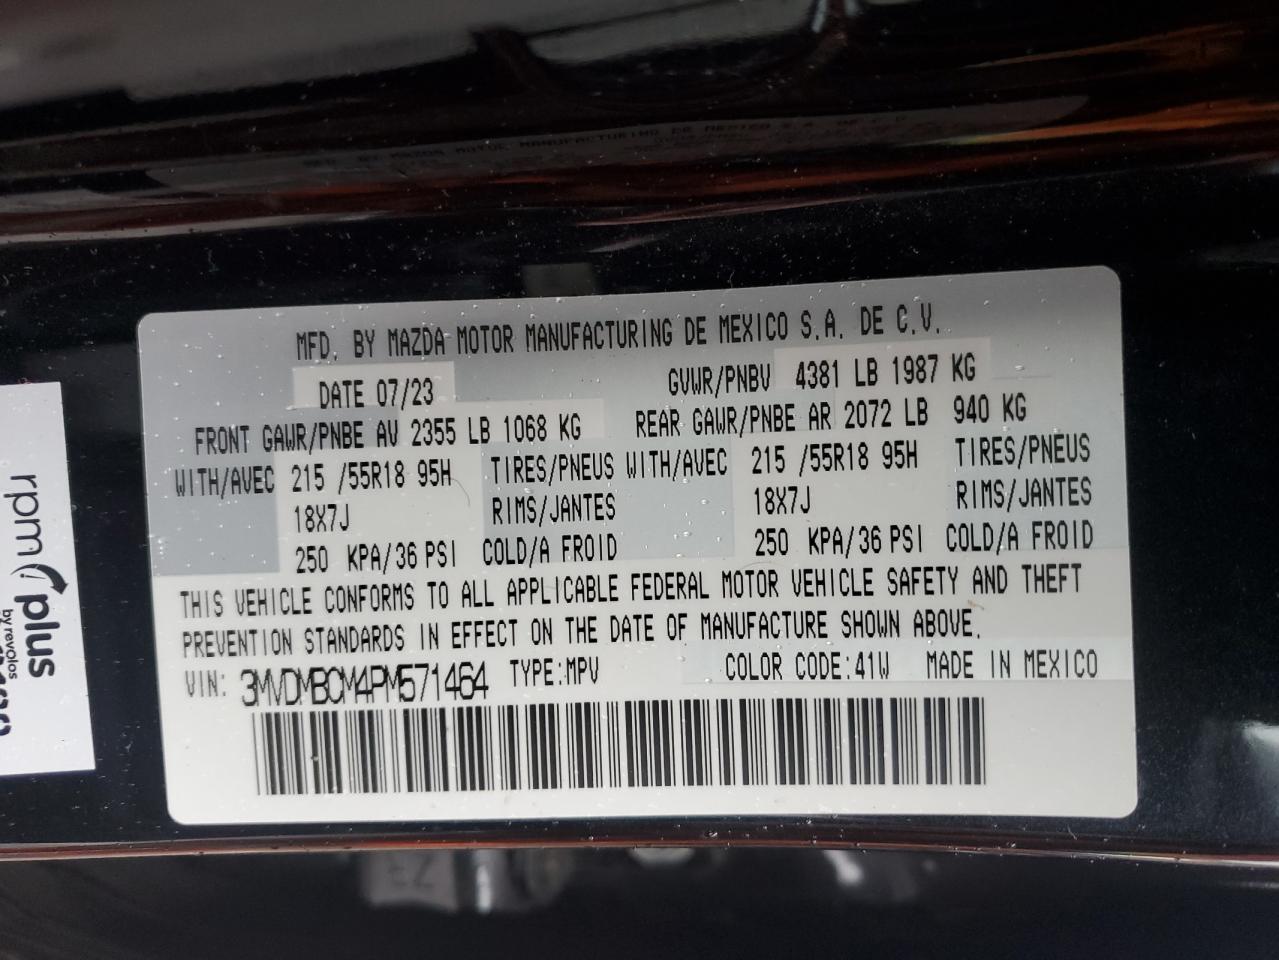 MFD. BY MAZDA MOTOR MANUFACTURING DE MEXICO S.A. DE C.V.
DATE 07/23 GVWR/PNBV 4381 LB 1987 KG
FRONT GAWR/PNBE AV 2355 LB 1068 KG REAR GAWR/PNBE AR 2072 LB 940 KG
WITH/AVEC 215 /55R18 95H TIRES/PNEUS WITH/AVEC 215 /55R18 95H TIRES/PNEUS
18X7J RIMS/JANTES 18X7J RIMS/JANTES
250 KPA/36 PSI COLD/A FROID 250 KPA/36 PSI COLD/A FROID
THIS VEHICLE CONFORMS TO ALL APPLICABLE FEDERAL MOTOR VEHICLE SAFETY AND THEFT
PREVENTION STANDARDS IN EFFECT ON THE DATE OF MANUFACTURE SHOWN ABOVE.
VIN: 3MVDMBCM4PM571464 TYPE:MPV COLOR CODE:41W MADE IN MEXICO
rpm plus
by revolos